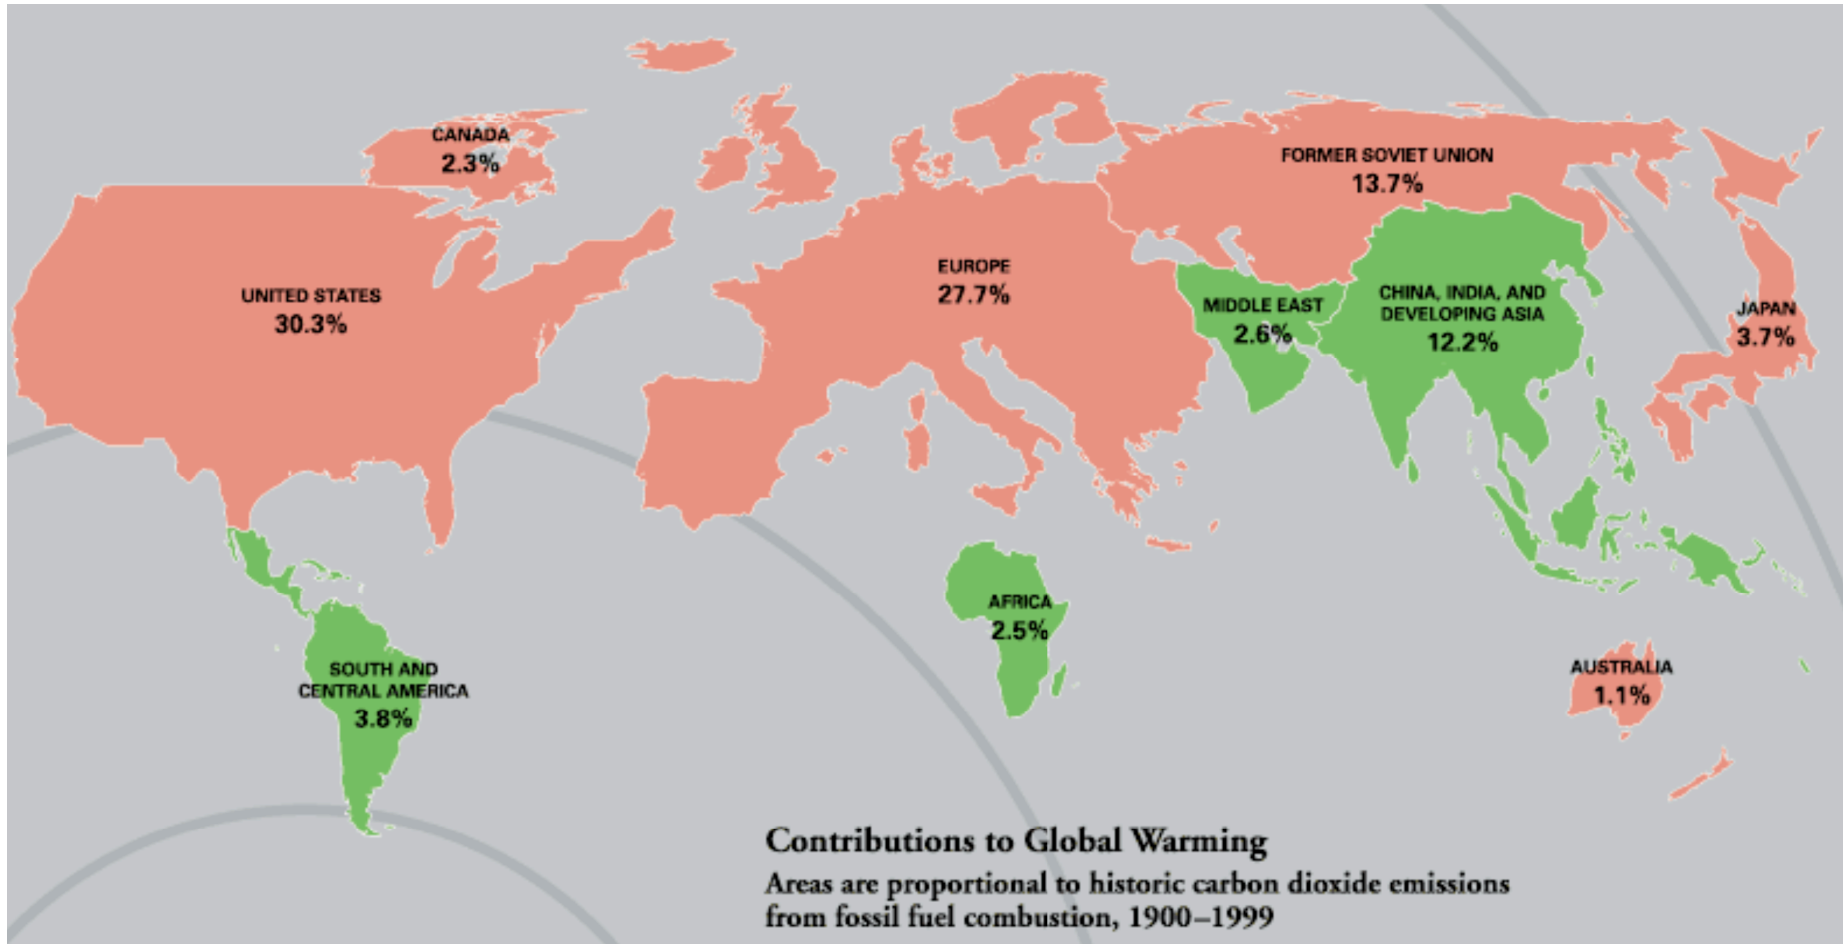 CANADA
2.3%
FORMER SOVIET UNION
13.7%
UNITED STATES
30.3%
EUROPE
27.7%
MIDDLE EAST
2.6%
CHINA, INDIA, AND
DEVELOPING ASIA
12.2%
JAPAN
3.7%
AFRICA
2.5%
SOUTH AND
CENTRAL AMERICA
3.8%
AUSTRALIA
1.1%
Contributions to Global Warming
Areas are proportional to historic carbon dioxide emissions
from fossil fuel combustion, 1900–1999